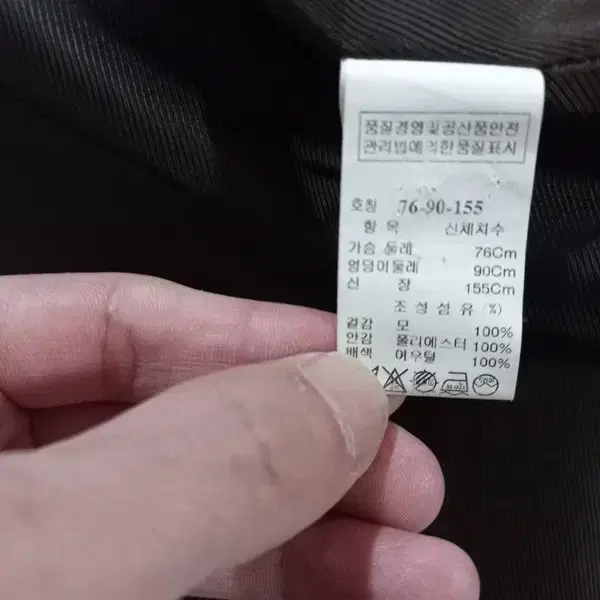 품질경영및공산품안전
관리법에의한품질표시
호칭 76-90-155
항 목 신체치수
가슴 둘레 76Cm
엉덩이둘레 90Cm
신 장 155Cm
조성섬유 (%)
겉감 모 100%
안감 폴리에스터 100%
배색 여우털 100%